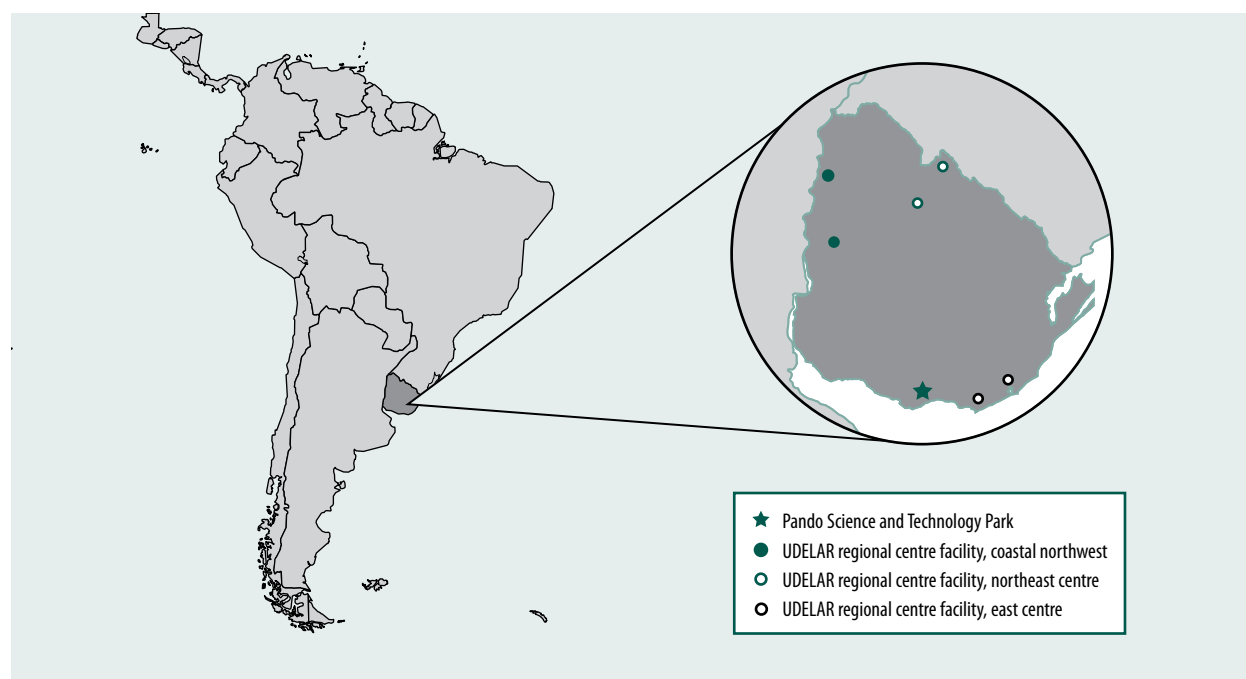 Pando Science and Technology Park
UDELAR regional centre facility, coastal northwest
UDELAR regional centre facility, northeast centre
UDELAR regional centre facility, east centre